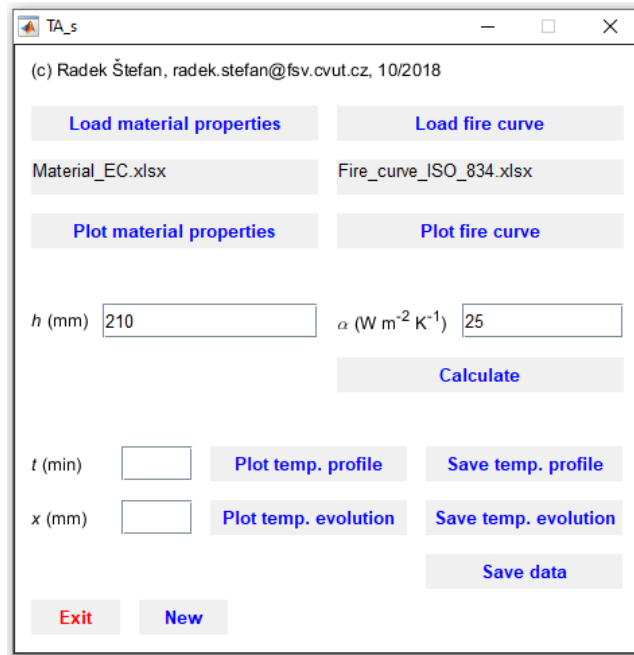 TA_s
(c) Radek Štefan, radek.stefan@fsv.cvut.cz, 10/2018
Load material properties Load fire curve
Material_EC.xlsx Fire_curve_ISO_834.xlsx
Plot material properties Plot fire curve
h (mm) 210 α (W m⁻² K⁻¹) 25
Calculate
t (min) Plot temp. profile Save temp. profile
x (mm) Plot temp. evolution Save temp. evolution
Save data
Exit New